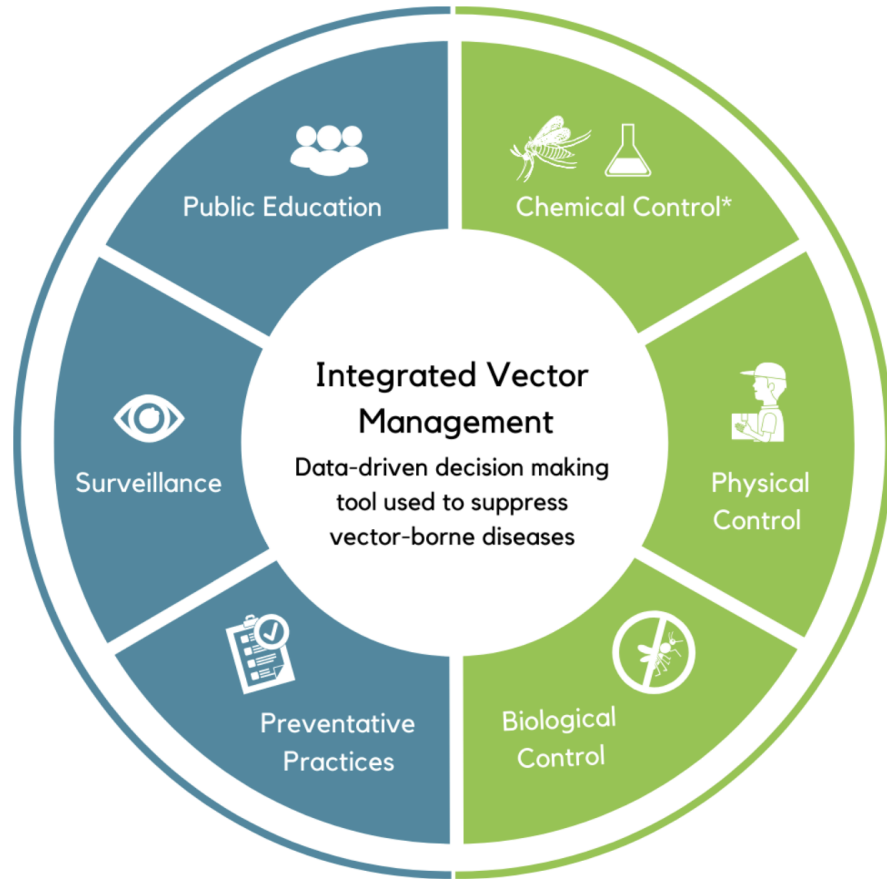 Public Education
Chemical Control*
Integrated Vector
Management
Data-driven decision making
tool used to suppress
vector-borne diseases
Surveillance
Physical
Control
Preventative
Practices
Biological
Control